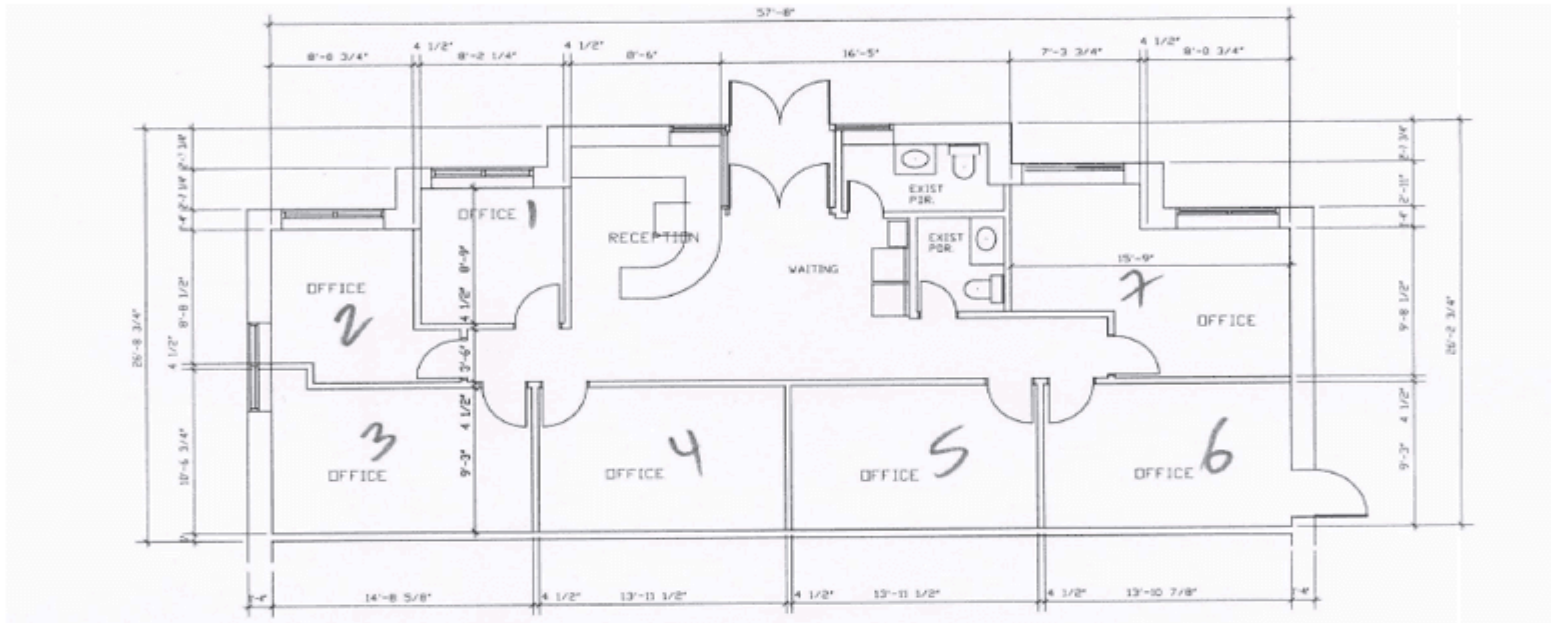 57'-8"
8'-0 3/4" 4 1/2" 8'-2 1/4" 4 1/2" 8'-6" 16'-5" 7'-3 3/4" 4 1/2" 8'-0 3/4"
OFFICE 1
RECEPTION
WAITING
EXIST
PDR.
EXIST
PDR.
15'-9"
OFFICE
2
7
OFFICE
26'-8 3/4"
8'-8 1/2"
4 1/2"
10'-6 3/4"
8'-9"
4 1/2"
3'-6"
4 1/2"
9'-3"
2'-11"
9'-8 1/2"
4 1/2"
9'-3"
26'-2 3/4"
3
OFFICE
OFFICE 4
OFFICE 5
OFFICE 6
14'-8 5/8" 4 1/2" 13'-11 1/2" 4 1/2" 13'-11 1/2" 4 1/2" 13'-10 7/8"